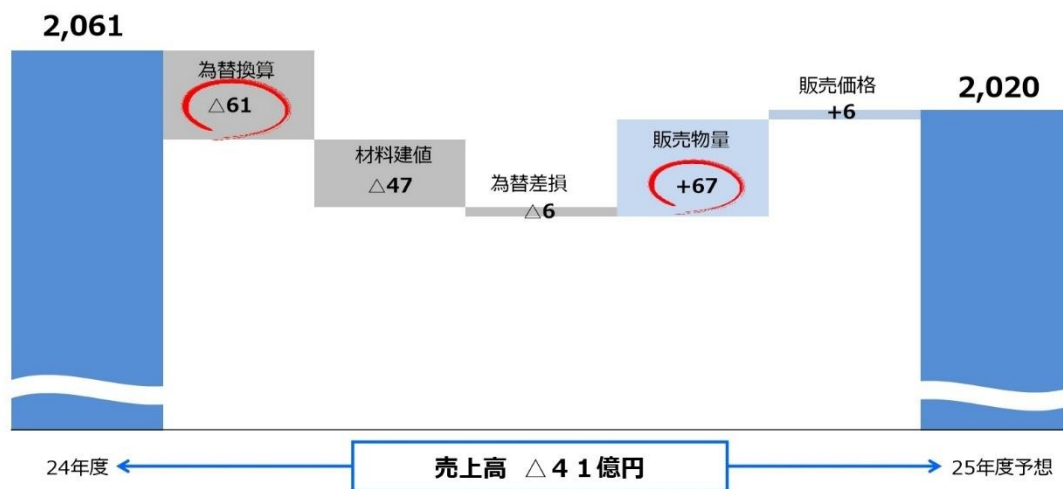 2,061
為替換算
△61
材料建値
△47
為替差損
△6
販売物量
+67
販売価格
+6
2,020
24年度
売上高 △41億円
25年度予想